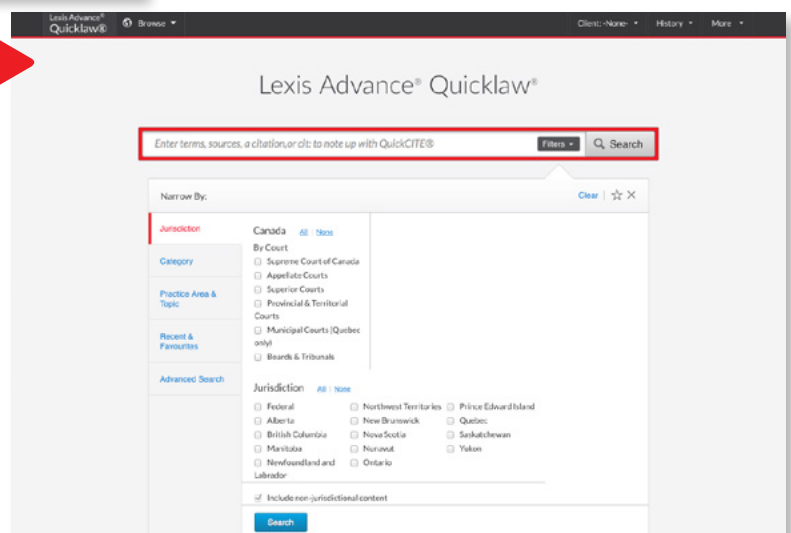 Lexis Advance®
Quicklaw®
Browse
Client: -None-
History
More
Lexis Advance® Quicklaw®
Enter terms, sources, a citation,or cit: to note up with QuickCITE®
Filters
Search
Narrow By:
Clear
Jurisdiction
Category
Practice Area &
Topic
Recent &
Favourites
Advanced Search
Canada All | None
By Court
Supreme Court of Canada
Appellate Courts
Superior Courts
Provincial & Territorial
Courts
Municipal Courts (Quebec
only)
Boards & Tribunals
Jurisdiction All | None
Federal Northwest Territories Prince Edward Island
Alberta New Brunswick Quebec
British Columbia Nova Scotia Saskatchewan
Manitoba Nunavut Yukon
Newfoundland and Ontario
Labrador
Include non-jurisdictional content
Search